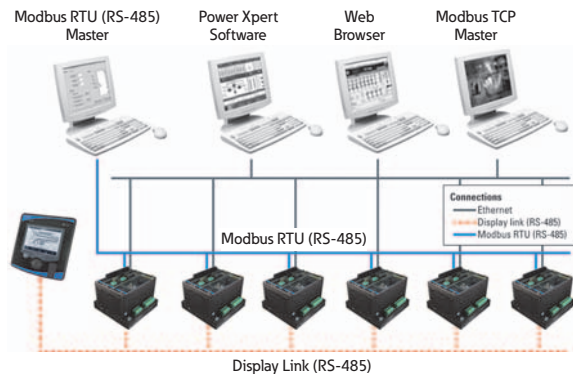 Modbus RTU (RS-485)
Master
Power Xpert
Software
Web
Browser
Modbus TCP
Master
Connections
Ethernet
Display link (RS-485)
Modbus RTU (RS-485)
Modbus RTU (RS-485)
Display Link (RS-485)